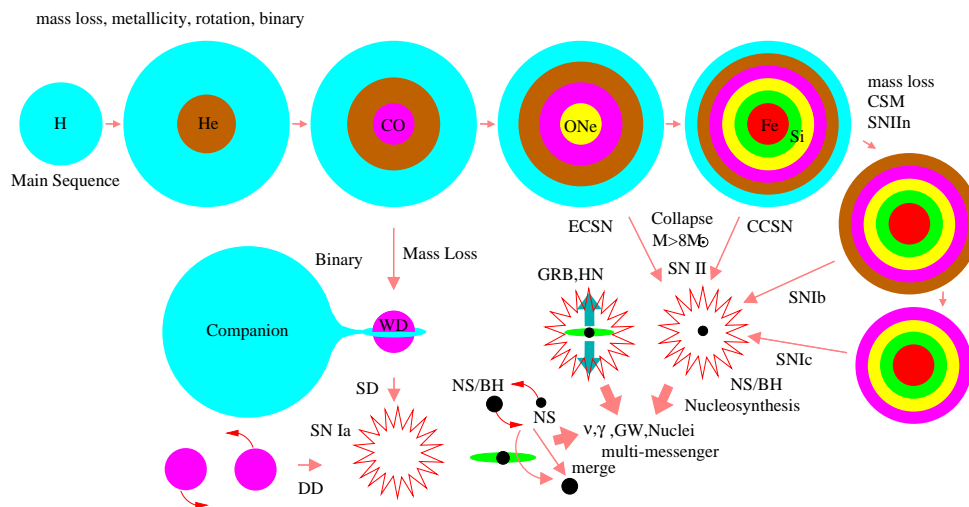 mass loss, metallicity, rotation, binary
H
He
CO
ONe
Fe
Si
mass loss
CSM
SNIIn
Main Sequence
ECSN
Collapse
M>8M⊙
CCSN
SN II
Binary
Mass Loss
GRB,HN
SNIb
Companion
WD
SNIc
SD
NS/BH
NS
NS/BH
Nucleosynthesis
SN Ia
ν,γ ,GW,Nuclei
multi-messenger
merge
DD